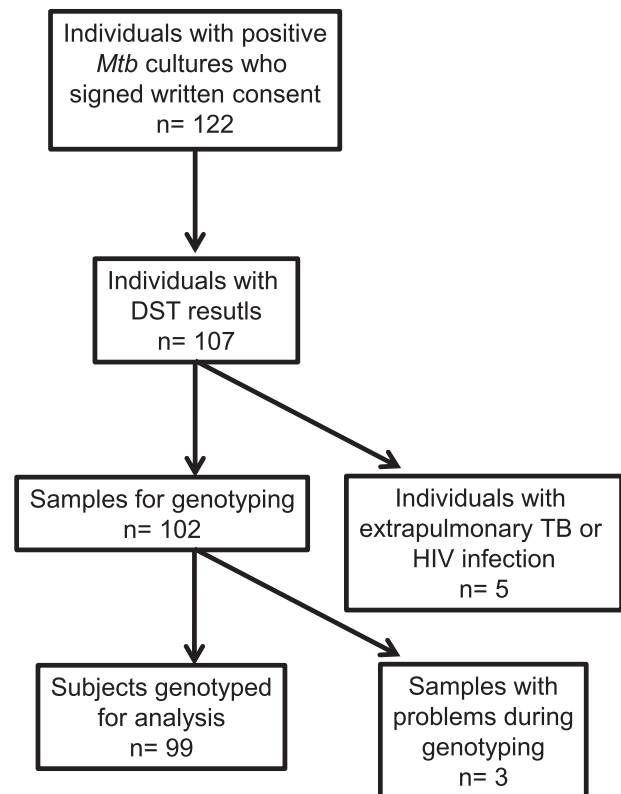 Individuals with positive
Mtb cultures who
signed written consent
n= 122
Individuals with
DST resutls
n= 107
Samples for genotyping
n= 102
Individuals with
extrapulmonary TB or
HIV infection
n= 5
Subjects genotyped
for analysis
n= 99
Samples with
problems during
genotyping
n= 3